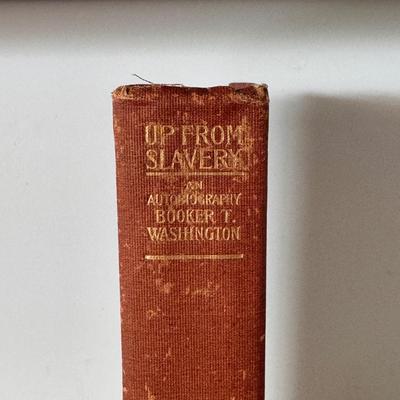 UP FROM
SLAVERY
AN
AUTOBIOGRAPHY
BOOKER T.
WASHINGTON